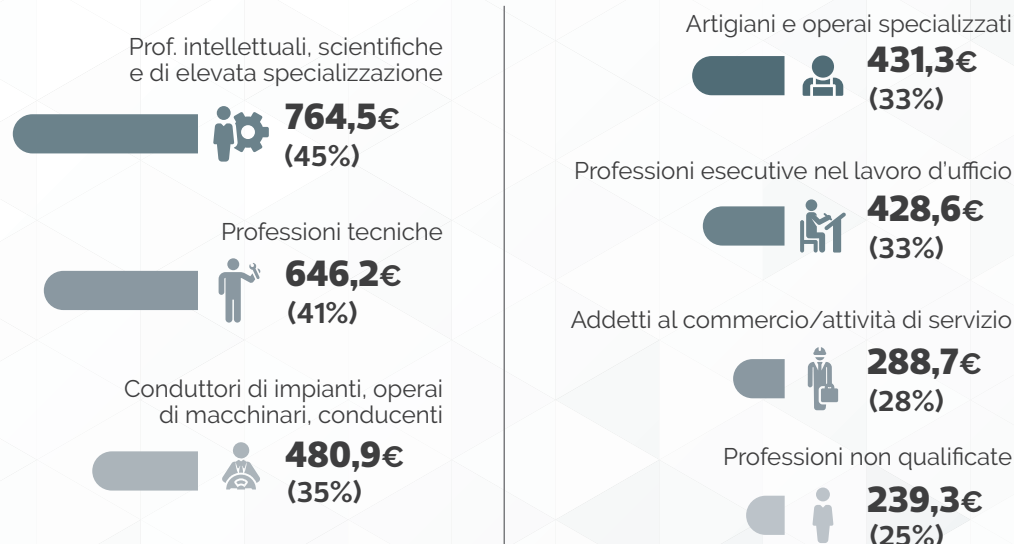 Prof. intellettuali, scientifiche
e di elevata specializzazione
764,5€
(45%)
Professioni tecniche
646,2€
(41%)
Conduttori di impianti, operai
di macchinari, conducenti
480,9€
(35%)
Artigiani e operai specializzati
431,3€
(33%)
Professioni esecutive nel lavoro d'ufficio
428,6€
(33%)
Addetti al commercio/attività di servizio
288,7€
(28%)
Professioni non qualificate
239,3€
(25%)